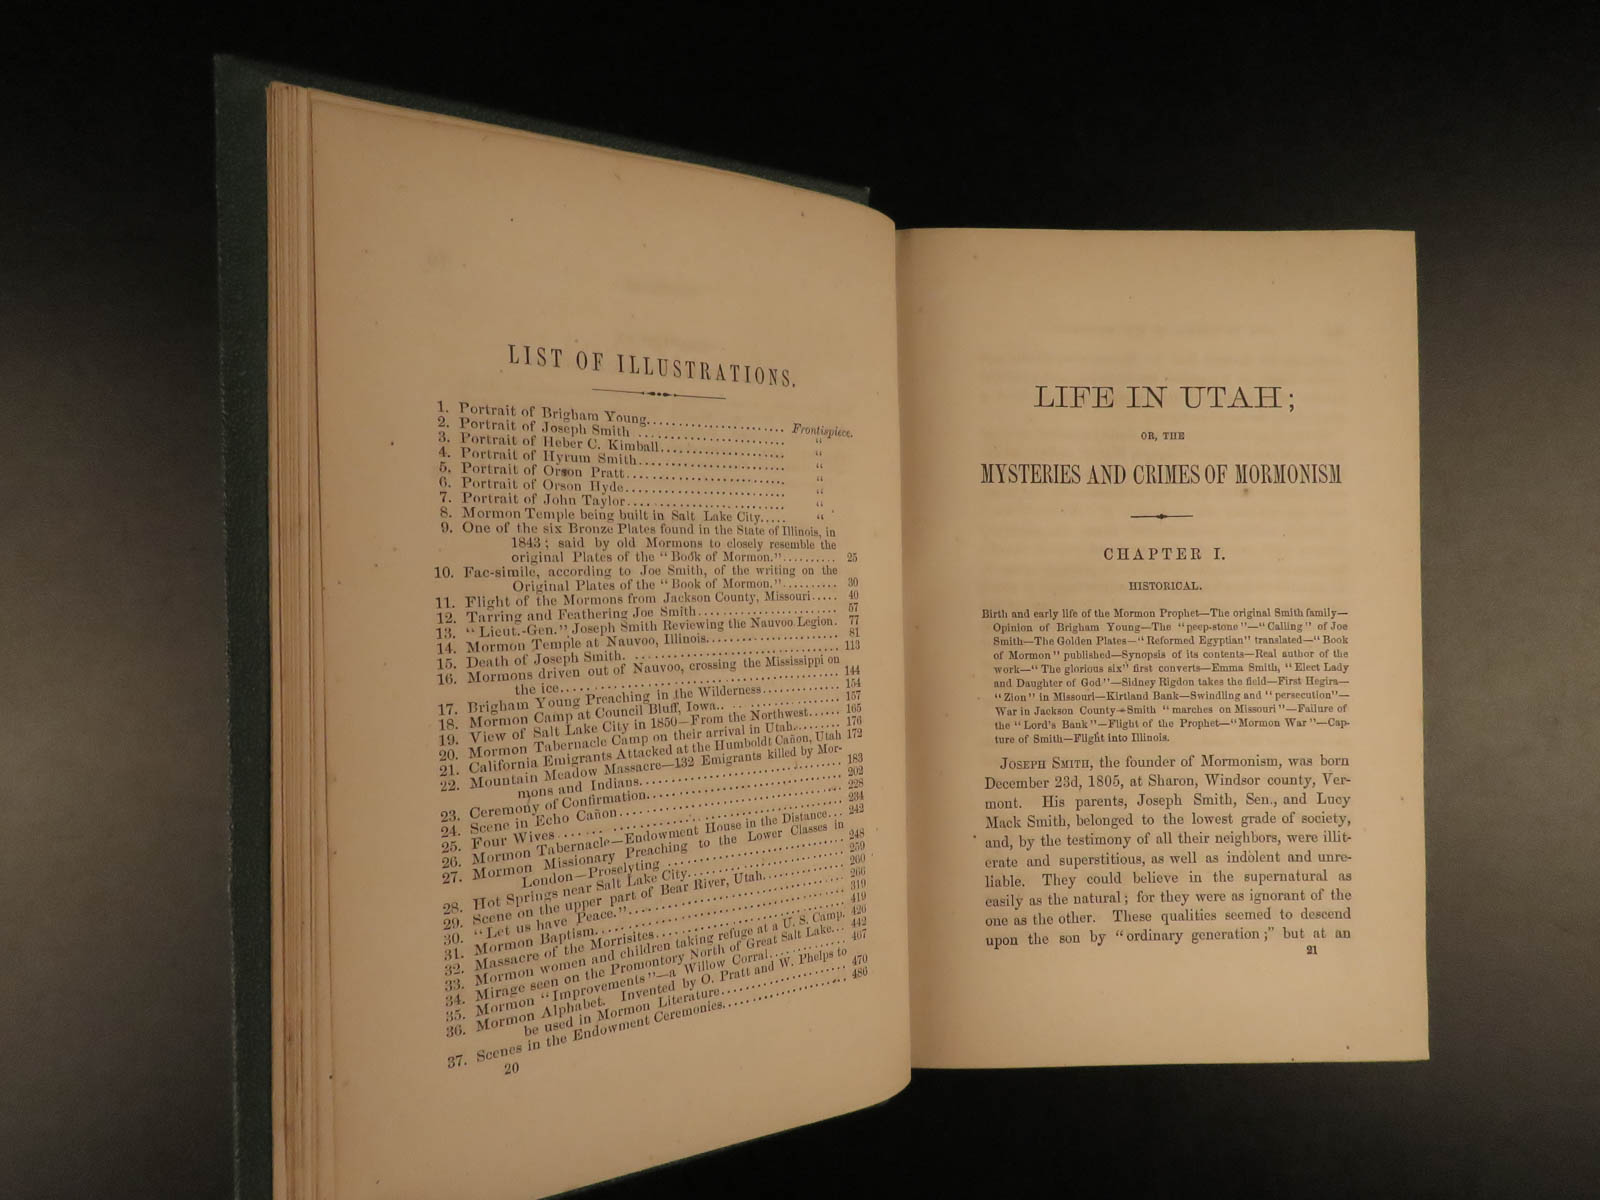 LIST OF ILLUSTRATIONS.
1. Portrait of Brigham Young.................... Frontispiece.
2. Portrait of Joseph Smith .................... "
3. Portrait of Heber C. Kimball.................... "
4. Portrait of Hyrum Smith.................... "
5. Portrait of Orson Pratt.................... "
6. Portrait of Orson Hyde.................... "
7. Portrait of John Taylor.................... "
8. Mormon Temple being built in Salt Lake City..... "
9. One of the six Bronze Plates found in the State of Illinois, in
1843; said by old Mormons to closely resemble the
original Plates of the "Book of Mormon.".......... 25
10. Fac-simile, according to Joe Smith, of the writing on the
Original Plates of the "Book of Mormon.".......... 30
11. Flight of the Mormons from Jackson County, Missouri..... 40
12. Tarring and Feathering Joe Smith.................... 57
13. "Lieut.-Gen." Joseph Smith Reviewing the Nauvoo Legion. 77
14. Mormon Temple at Nauvoo, Illinois.................... 81
15. Death of Joseph Smith. .................... 113
16. Mormons driven out of Nauvoo, crossing the Mississippi on
the ice.................... 144
17. Brigham Young Preaching in the Wilderness............. 154
18. Mormon Camp at Council Bluff, Iowa.................... 157
19. View of Salt Lake City in 1850—From the Northwest...... 165
20. Mormon Tabernacle Camp on their arrival in Utah........ 176
21. California Emigrants Attacked at the Humboldt Cañon, Utah 172
22. Mountain Meadow Massacre—132 Emigrants killed by Mor-
mons and Indians.................... 183
23. Ceremony of Confirmation.................... 202
24. Scene in Echo Cañon.................... 228
25. Four Wives.................... 234
26. Mormon Tabernacle—Endowment House in the Distance... 242
27. Mormon Missionary Preaching to the Lower Classes in
London—Proselyting .................... 248
28. Hot Springs near Salt Lake City.................... 259
29. Scene on the upper part of Bear River, Utah............. 260
30. "Let us have Peace.".................... 266
31. Mormon Baptism.................... 319
32. Massacre of the Morrisites.................... 419
33. Mormon women and children taking refuge at a U. S. Camp. 426
34. Mirage seen on the Promontory North of Great Salt Lake... 442
35. Mormon "Improvements"—a Willow Corral............. 467
36. Mormon Alphabet. Invented by O. Pratt and W. Phelps to
be used in Mormon Literature.................... 470
37. Scenes in the Endowment Ceremonies.................... 486
20
LIFE IN UTAH;
OR, THE
MYSTERIES AND CRIMES OF MORMONISM
CHAPTER I.
HISTORICAL.
Birth and early life of the Mormon Prophet—The original Smith family—
Opinion of Brigham Young—The "peep-stone"—"Calling" of Joe
Smith—The Golden Plates—"Reformed Egyptian" translated—"Book
of Mormon" published—Synopsis of its contents—Real author of the
work—"The glorious six" first converts—Emma Smith, "Elect Lady
and Daughter of God"—Sidney Rigdon takes the field—First Hegira—
"Zion" in Missouri—Kirtland Bank—Swindling and "persecution"—
War in Jackson County—Smith "marches on Missouri"—Failure of
the "Lord's Bank"—Flight of the Prophet—"Mormon War"—Cap-
ture of Smith—Flight into Illinois.
JOSEPH SMITH, the founder of Mormonism, was born
December 23d, 1805, at Sharon, Windsor county, Ver-
mont. His parents, Joseph Smith, Sen., and Lucy
Mack Smith, belonged to the lowest grade of society,
and, by the testimony of all their neighbors, were illit-
erate and superstitious, as well as indolent and unre-
liable. They could believe in the supernatural as
easily as the natural; for they were as ignorant of the
one as the other. These qualities seemed to descend
upon the son by "ordinary generation;" but at an
21